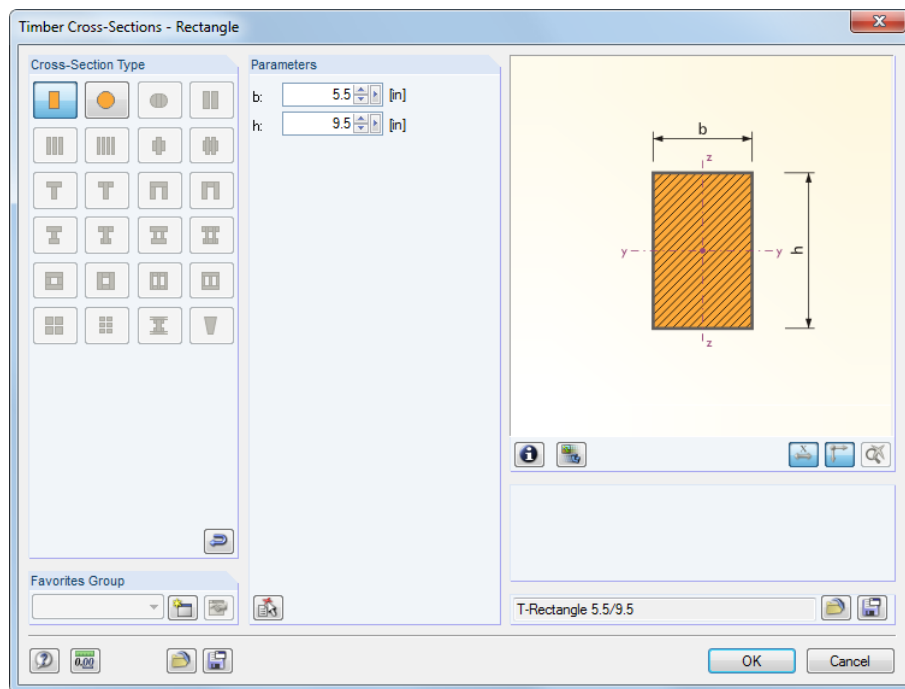 Timber Cross-Sections - Rectangle
Cross-Section Type
Parameters
b: 5.5 [in]
h: 9.5 [in]
b
z
y y
h
z
Favorites Group
T-Rectangle 5.5/9.5
0.00
OK Cancel